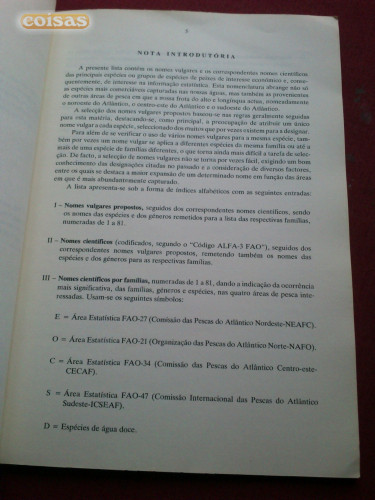 coisas
5
NOTA INTRODUTÓRIA
A presente lista contém os nomes vulgares e os correspondentes nomes científicos
das principais espécies ou grupos de espécies de peixes de interesse económico e, conse-
quentemente, de interesse na informação estatística. Esta nomenclatura abrange não só
as espécies mais comerciáveis capturadas nas nossas águas, mas também as provenientes
de outras áreas de pesca em que a nossa frota do alto e longínqua actua, nomeadamente
o noroeste do Atlântico, o centro-este do Atlântico e o sudoeste do Atlântico.
A selecção dos nomes vulgares propostos baseou-se nas regras geralmente seguidas
para esta matéria, destacando-se, como principal, a preocupação de atribuir um único
nome vulgar a cada espécie, seleccionado dos muitos que por vezes existem para a designar.
Para além de se verificar o uso de vários nomes vulgares para a mesma espécie, tam-
bém por vezes um nome vulgar se aplica a diferentes espécies da mesma família ou até a
mais de uma espécie de famílias diferentes, o que torna ainda mais difícil a tarefa de selec-
ção. De facto, a selecção de nomes vulgares não se torna por vezes fácil, exigindo um bom
conhecimento das designações citadas no passado e a consideração de diversos factores,
entre os quais se destaca a maior expansão de um determinado nome em função das áreas
em que é mais abundantemente capturado.
A lista apresenta-se sob a forma de índices alfabéticos com as seguintes entradas:
I – Nomes vulgares propostos, seguidos dos correspondentes nomes científicos, sendo
os nomes das espécies e dos géneros remetidos para a lista das respectivas famílias,
numeradas de 1 a 81.
II – Nomes científicos (codificados, segundo o "Código ALFA-3 FAO"), seguidos dos
correspondentes nomes vulgares propostos, remetendo também os nomes das
espécies e dos géneros para as respectivas famílias.
III – Nomes científicos por famílias, numeradas de 1 a 81, dando a indicação da ocorrência
mais significativa, das famílias, géneros e espécies, nas quatro áreas de pesca inte-
ressadas. Usam-se os seguintes símbolos:
E = Área Estatística FAO-27 (Comissão das Pescas do Atlântico Nordeste-NEAFC).
O = Área Estatística FAO-21 (Organização das Pescas do Atlântico Norte-NAFO).
C = Área Estatística FAO-34 (Comissão das Pescas do Atlântico Centro-este-
CECAF).
S = Área Estatística FAO-47 (Comissão Internacional das Pescas do Atlântico
Sudeste-ICSEAF).
D = Espécies de água doce.